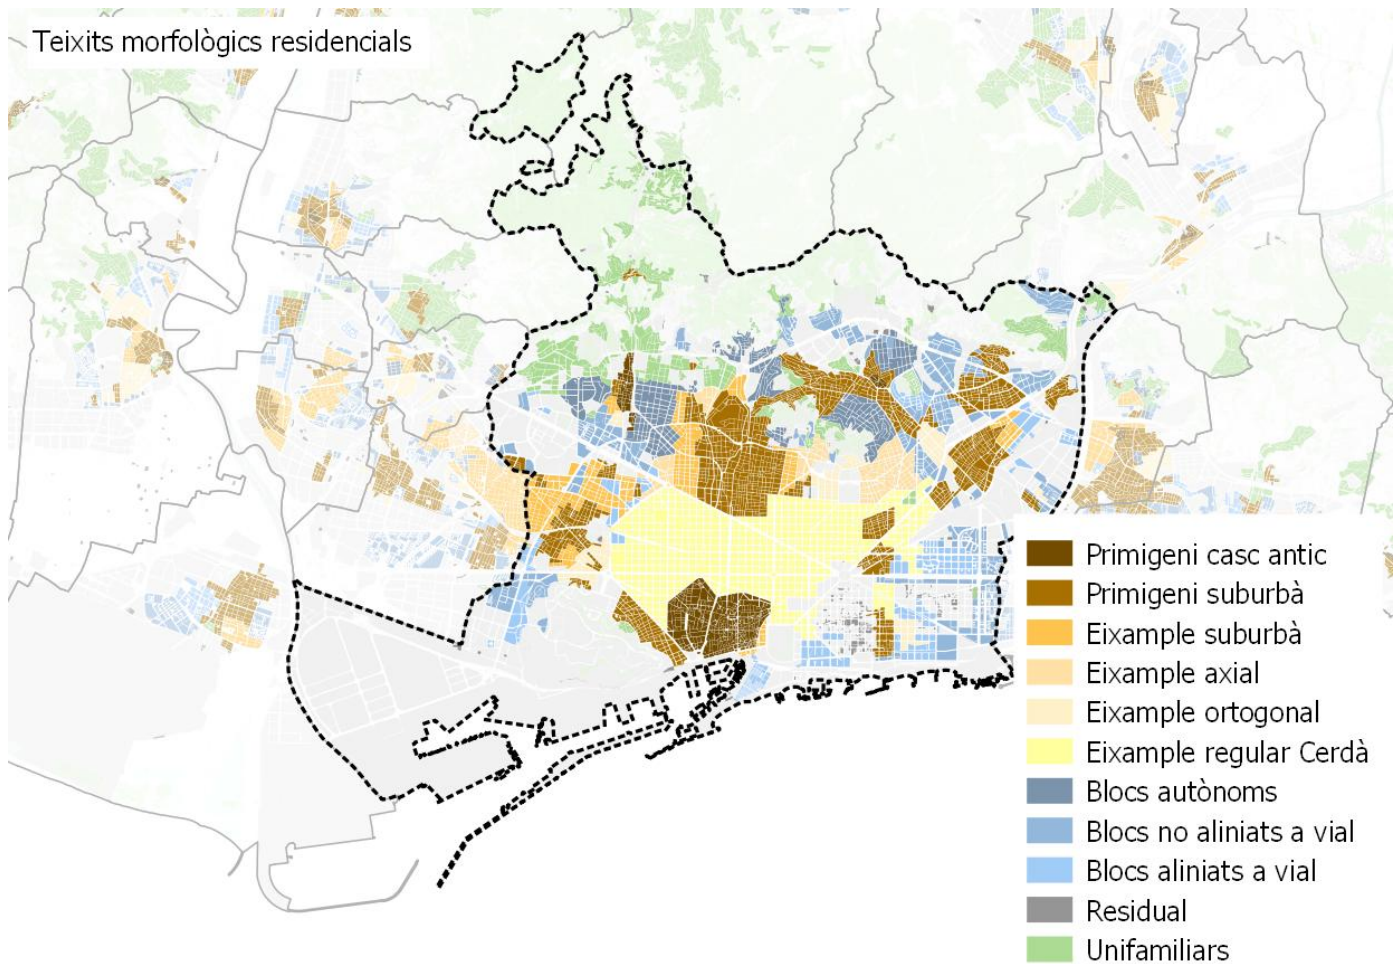 Teixits morfològics residencials
Primigeni casc antic
Primigeni suburbà
Eixample suburbà
Eixample axial
Eixample ortogonal
Eixample regular Cerdà
Blocs autònoms
Blocs no aliniats a vial
Blocs aliniats a vial
Residual
Unifamiliars